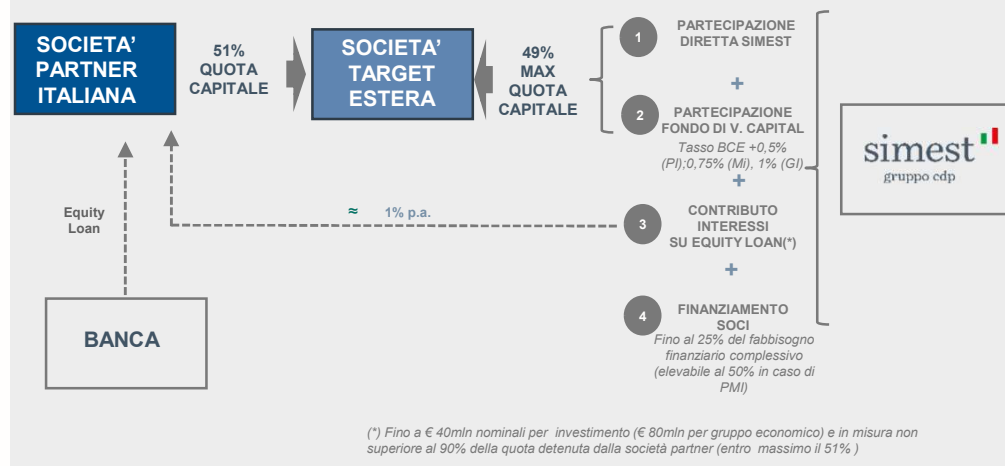 SOCIETA'
PARTNER
ITALIANA
51%
QUOTA
CAPITALE
SOCIETA'
TARGET
ESTERA
49%
MAX
QUOTA
CAPITALE
1
PARTECIPAZIONE
DIRETTA SIMEST
+
2
PARTECIPAZIONE
FONDO DI V. CAPITAL
Tasso BCE +0,5%
(PI);0,75% (Mi), 1% (GI)
+
simest
gruppo cdp
Equity
Loan
≈ 1% p.a.
3
CONTRIBUTO
INTERESSI
SU EQUITY LOAN(*)
+
4
FINANZIAMENTO
SOCI
Fino al 25% del fabbisogno
finanziario complessivo
(elevabile al 50% in caso di
PMI)
BANCA
(*) Fino a € 40mln nominali per investimento (€ 80mln per gruppo economico) e in misura non
superiore al 90% della quota detenuta dalla società partner (entro massimo il 51% )